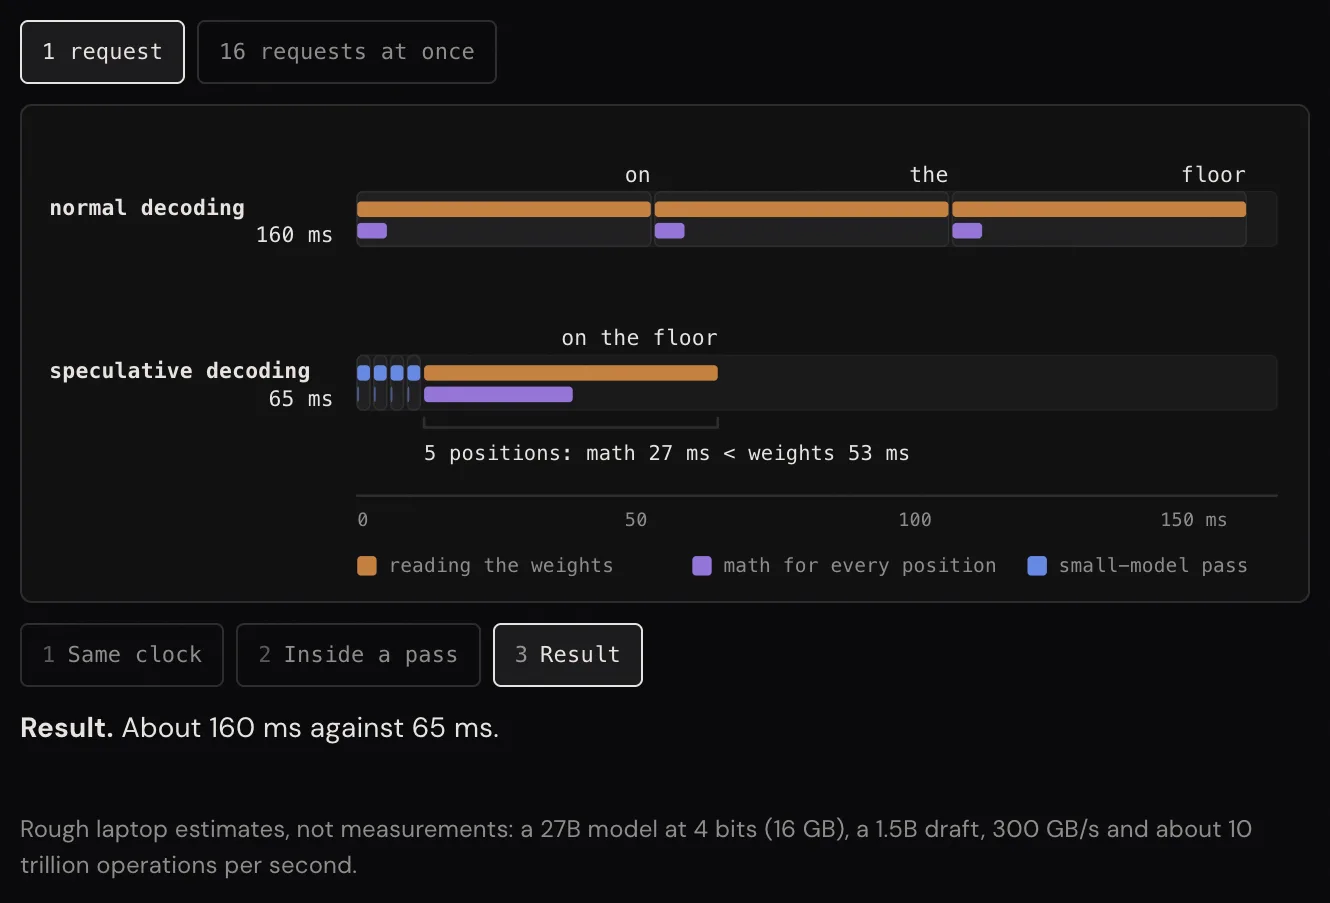 1 request
16 requests at once
on the floor
normal decoding
160 ms
on the floor
speculative decoding
65 ms
5 positions: math 27 ms < weights 53 ms
0 50 100 150 ms
reading the weights
math for every position
small-model pass
1 Same clock
2 Inside a pass
3 Result
Result. About 160 ms against 65 ms.
Rough laptop estimates, not measurements: a 27B model at 4 bits (16 GB), a 1.5B draft, 300 GB/s and about 10
trillion operations per second.